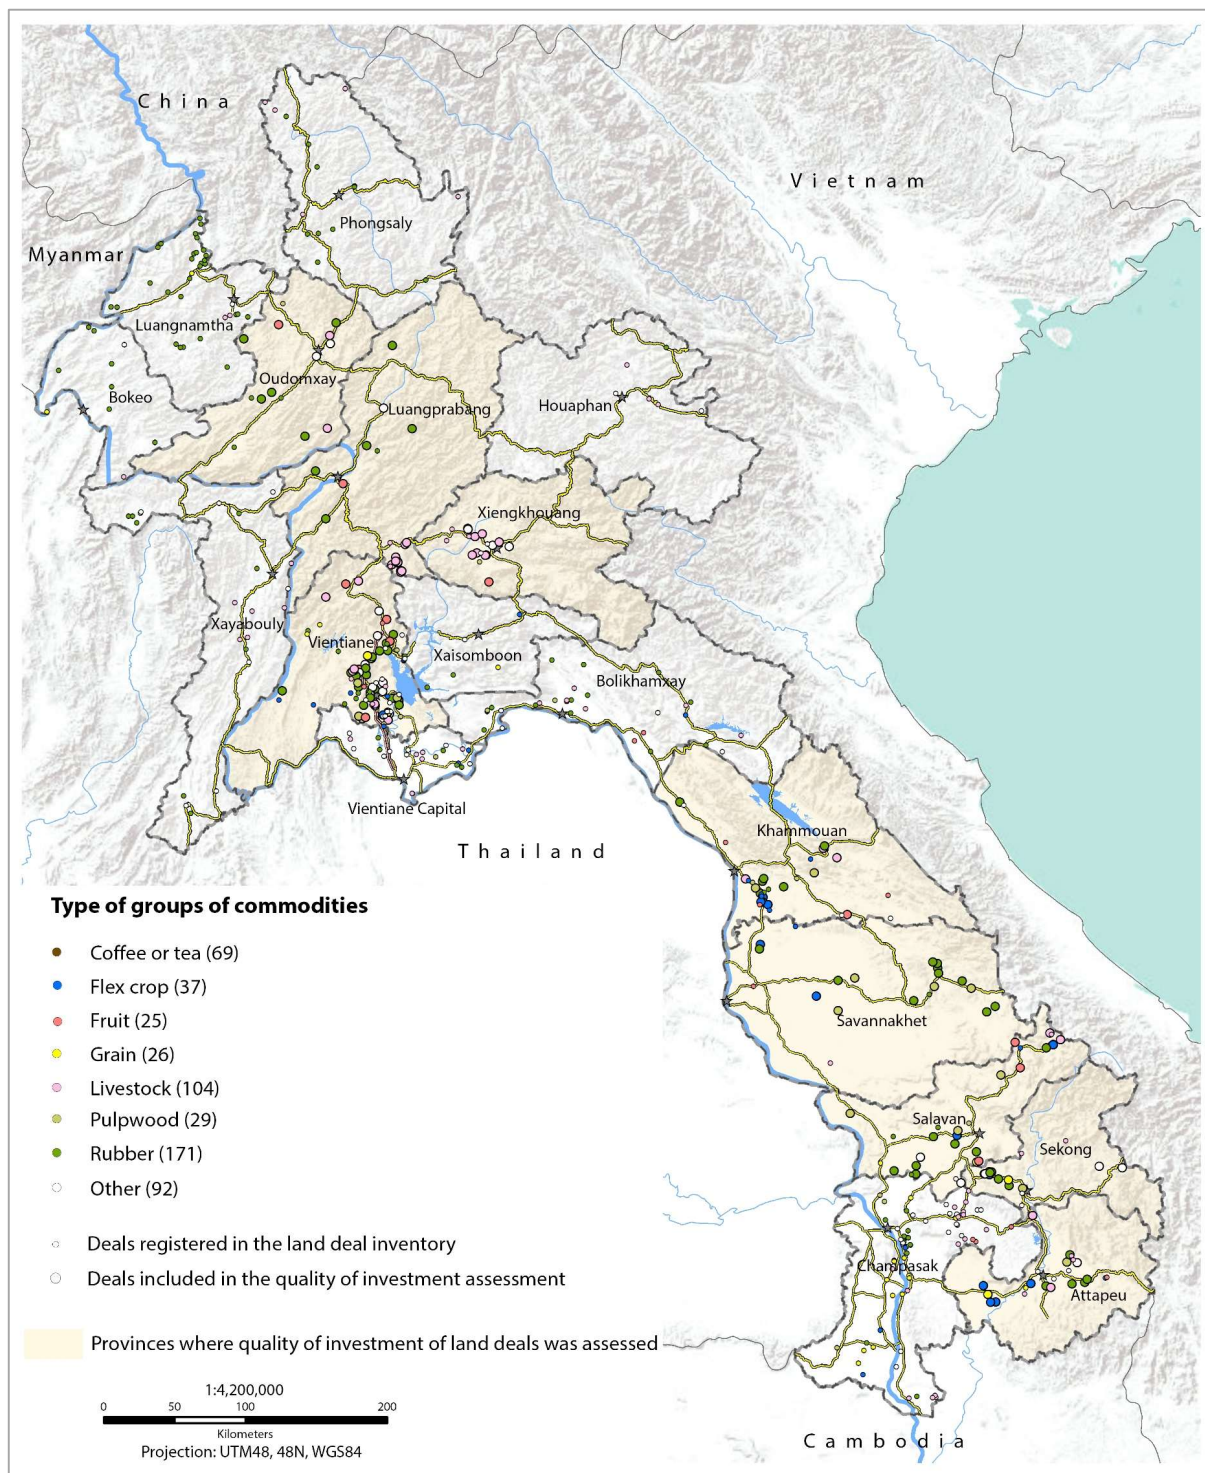 China
Vietnam
Myanmar
Phongsaly
Luangnamtha
Oudomxay
Bokeo
Luangprabang
Houaphan
Xiengkhouang
Xayabouly
Vientiane
Xaisomboon
Bolikhamxay
Vientiane Capital
Thailand
Khammouan
Savannakhet
Salavan
Sekong
Champasak
Attapeu
Cambodia
Type of groups of commodities
Coffee or tea (69)
Flex crop (37)
Fruit (25)
Grain (26)
Livestock (104)
Pulpwood (29)
Rubber (171)
Other (92)
Deals registered in the land deal inventory
Deals included in the quality of investment assessment
Provinces where quality of investment of land deals was assessed
1:4,200,000
0 50 100 200
Kilometers
Projection: UTM48, 48N, WGS84